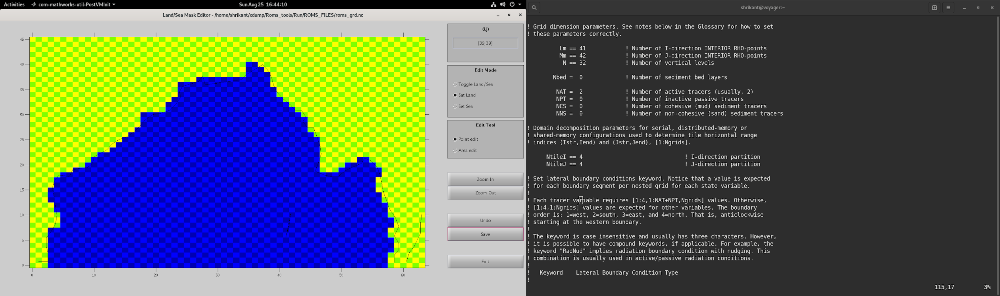 Activities com-mathworks-util-PostVMInit Sun Aug 25 16:44:10
Land/Sea Mask Editor - /home/shrikant/xdump/Roms_tools/Run/ROMS_FILES/roms_grd.nc
45
40
35
30
25
20
15
10
5
0
0 10 20 30 40 50 60
(i,j)
[39,39]
Edit Mode
Toggle Land/Sea
Set Land
Set Sea
Edit Tool
Point edit
Area edit
Zoom In
Zoom Out
Undo
Save
Exit
shrikant@voyager:~
! Grid dimension parameters. See notes below in the Glossary for how to set
! these parameters correctly.
Lm == 41 ! Number of I-direction INTERIOR RHO-points
Mm == 42 ! Number of J-direction INTERIOR RHO-points
N == 32 ! Number of vertical levels
Nbed = 0 ! Number of sediment bed layers
NAT = 2 ! Number of active tracers (usually, 2)
NPT = 0 ! Number of inactive passive tracers
NCS = 0 ! Number of cohesive (mud) sediment tracers
NNS = 0 ! Number of non-cohesive (sand) sediment tracers
! Domain decomposition parameters for serial, distributed-memory or
! shared-memory configurations used to determine tile horizontal range
! indices (Istr,Iend) and (Jstr,Jend), [1:Ngrids].
NtileI == 4 ! I-direction partition
NtileJ == 4 ! J-direction partition
! Set lateral boundary conditions keyword. Notice that a value is expected
! for each boundary segment per nested grid for each state variable.
!
! Each tracer variable requires [1:4,1:NAT+NPT,Ngrids] values. Otherwise,
! [1:4,1:Ngrids] values are expected for other variables. The boundary
! order is: 1=west, 2=south, 3=east, and 4=north. That is, anticlockwise
! starting at the western boundary.
!
! The keyword is case insensitive and usually has three characters. However,
! it is possible to have compound keywords, if applicable. For example, the
! keyword "RadNud" implies radiation boundary condition with nudging. This
! combination is usually used in active/passive radiation conditions.
!
! Keyword Lateral Boundary Condition Type
!
115,17 3%